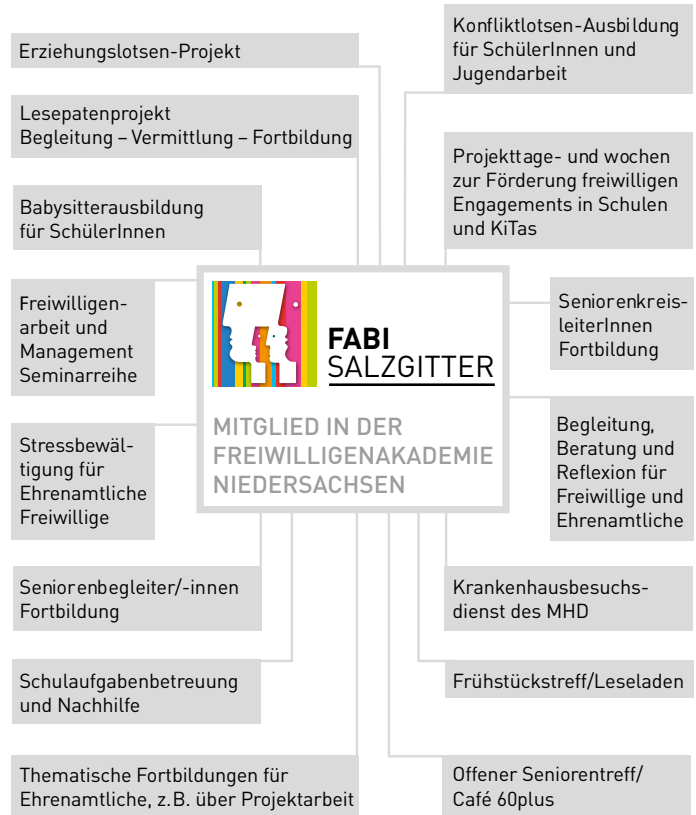 Erziehungslotsen-Projekt
Lesepatenprojekt
Begleitung – Vermittlung – Fortbildung
Babysitterausbildung
für SchülerInnen
Freiwilligen-
arbeit und
Management
Seminarreihe
Stressbewäl-
tigung für
Ehrenamtliche
Freiwillige
Seniorenbegleiter/-innen
Fortbildung
Schulaufgabenbetreuung
und Nachhilfe
Thematische Fortbildungen für
Ehrenamtliche, z.B. über Projektarbeit
FABI
SALZGITTER
MITGLIED IN DER
FREIWILLIGENAKADEMIE
NIEDERSACHSEN
Konfliktlotsen-Ausbildung
für SchülerInnen und
Jugendarbeit
Projekttage- und wochen
zur Förderung freiwilligen
Engagements in Schulen
und KiTas
Seniorenkreis-
leiterInnen
Fortbildung
Begleitung,
Beratung und
Reflexion für
Freiwillige und
Ehrenamtliche
Krankenhausbesuchs-
dienst des MHD
Frühstückstreff/Leseladen
Offener Seniorentreff/
Café 60plus